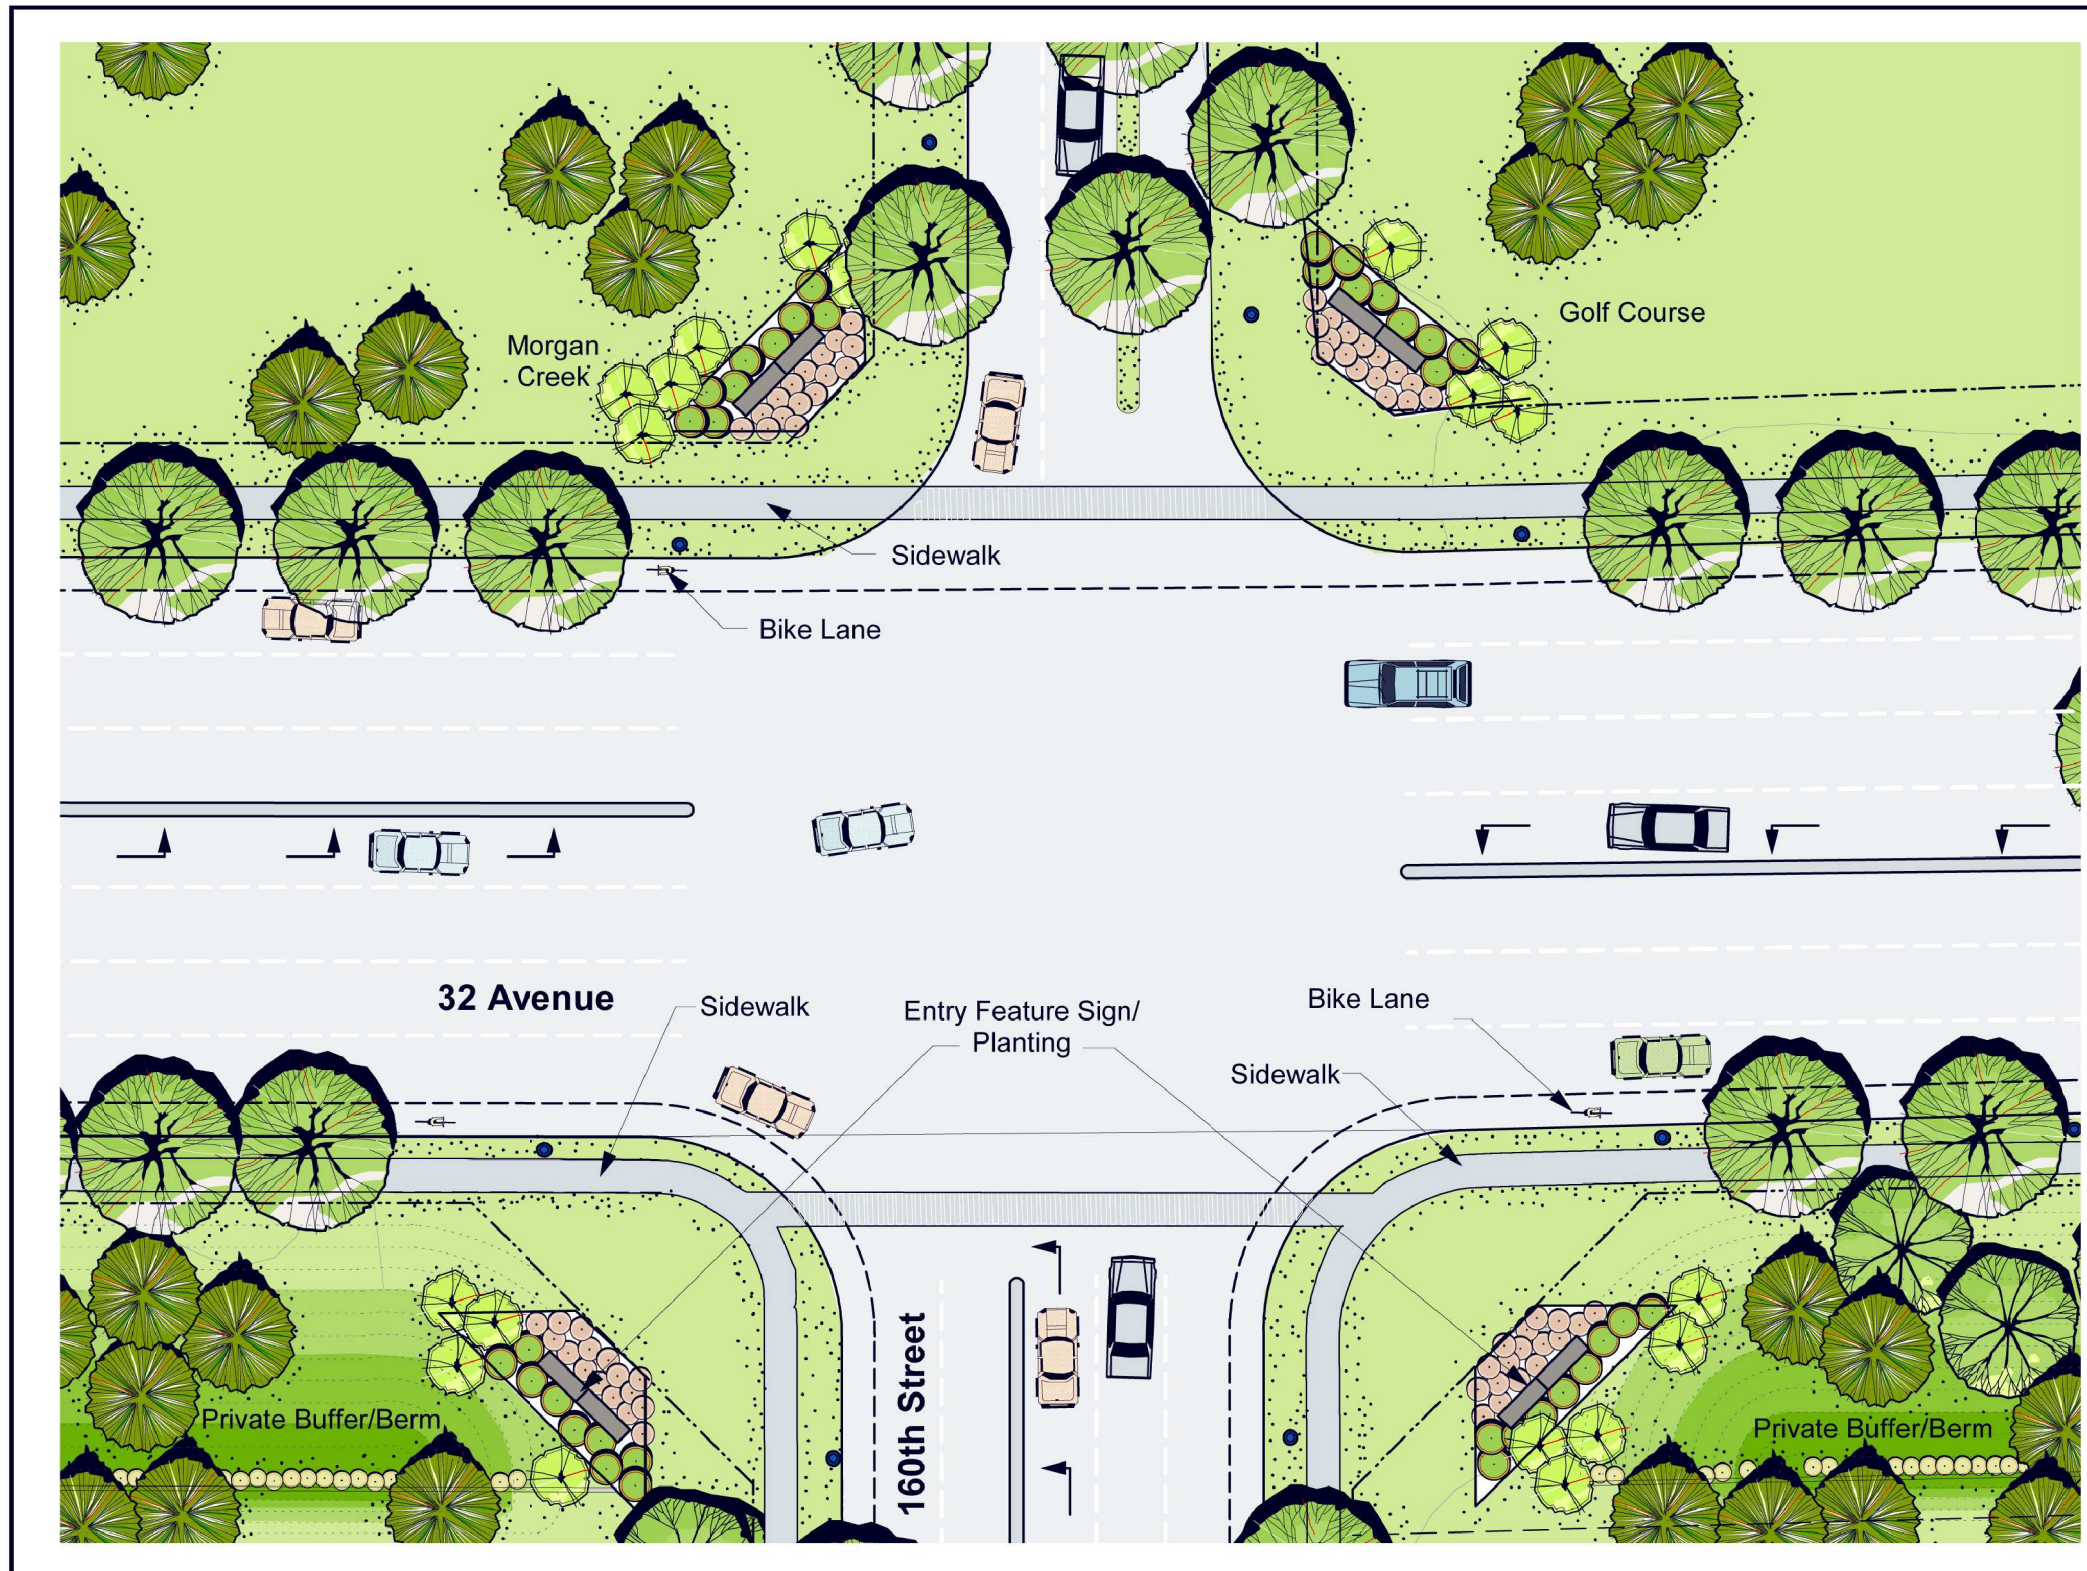 Golf Course
Morgan
Creek
Sidewalk
Bike Lane
32 Avenue
Sidewalk
Entry Feature Sign/
Planting
Bike Lane
Sidewalk
160th Street
Private Buffer/Berm
Private Buffer/Berm